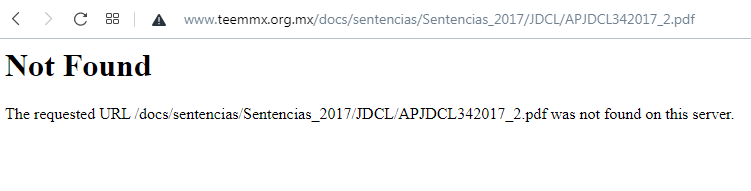 www.teemmx.org.mx/docs/sentencias/Sentencias_2017/JDCL/APJDCL342017_2.pdf
Not Found
The requested URL /docs/sentencias/Sentencias_2017/JDCL/APJDCL342017_2.pdf was not found on this server.